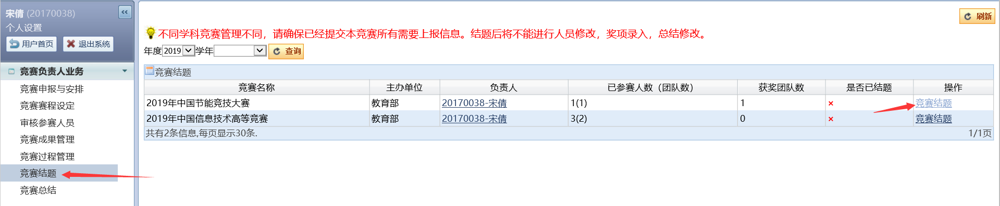 宋倩 (20170038)
个人设置
用户首页 退出系统
竞赛负责人业务
竞赛申报与安排
竞赛赛程设定
审核参赛人员
竞赛成果管理
竞赛过程管理
竞赛结题
竞赛总结
刷新
不同学科竞赛管理不同，请确保已经提交本竞赛所有需要上报信息。结题后将不能进行人员修改，奖项录入，总结修改。
年度 2019 学年 查询
竞赛结题
竞赛名称 主办单位 负责人 已参赛人数（团队数） 获奖团队数 是否已结题 操作
2019年中国节能竞技大赛 教育部 20170038-宋倩 1(1) 1 × 竞赛结题
2019年中国信息技术高等竞赛 教育部 20170038-宋倩 3(2) 0 × 竞赛结题
共有2条信息,每页显示30条. 1/1页